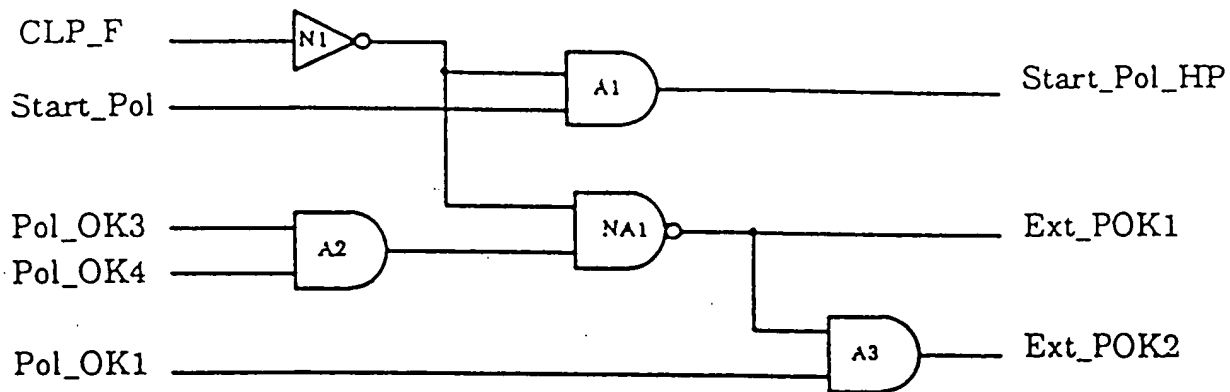 CLP_F
N1
Start_Pol
A1
Start_Pol_HP
Pol_OK3
Pol_OK4
A2
NA1
Ext_POK1
Pol_OK1
A3
Ext_POK2